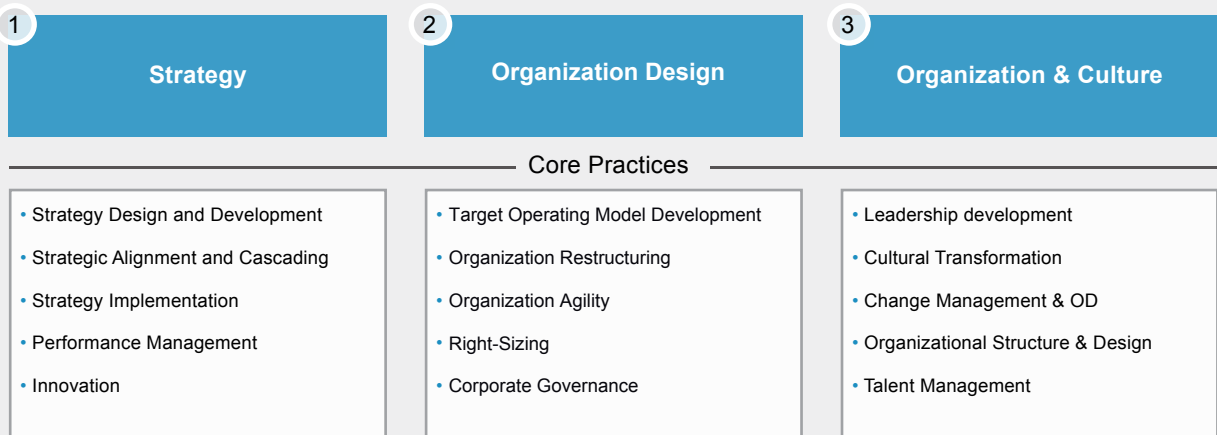 1
Strategy
2
Organization Design
3
Organization & Culture
Core Practices
• Strategy Design and Development
• Strategic Alignment and Cascading
• Strategy Implementation
• Performance Management
• Innovation
• Target Operating Model Development
• Organization Restructuring
• Organization Agility
• Right-Sizing
• Corporate Governance
• Leadership development
• Cultural Transformation
• Change Management & OD
• Organizational Structure & Design
• Talent Management